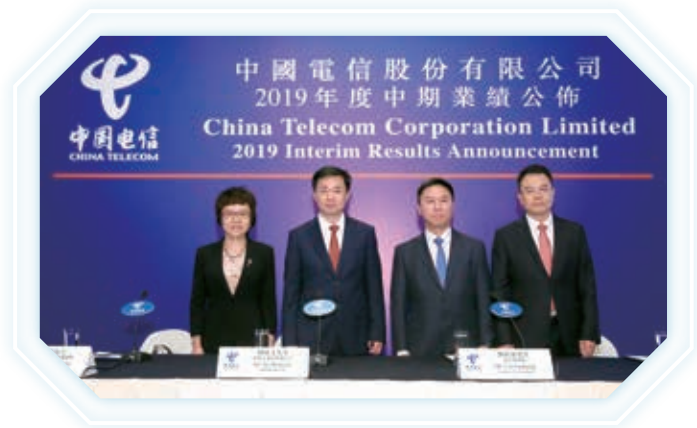 中國電信股份有限公司
2019年度中期業績公佈
China Telecom Corporation Limited
2019 Interim Results Announcement
中国电信
CHINA TELECOM